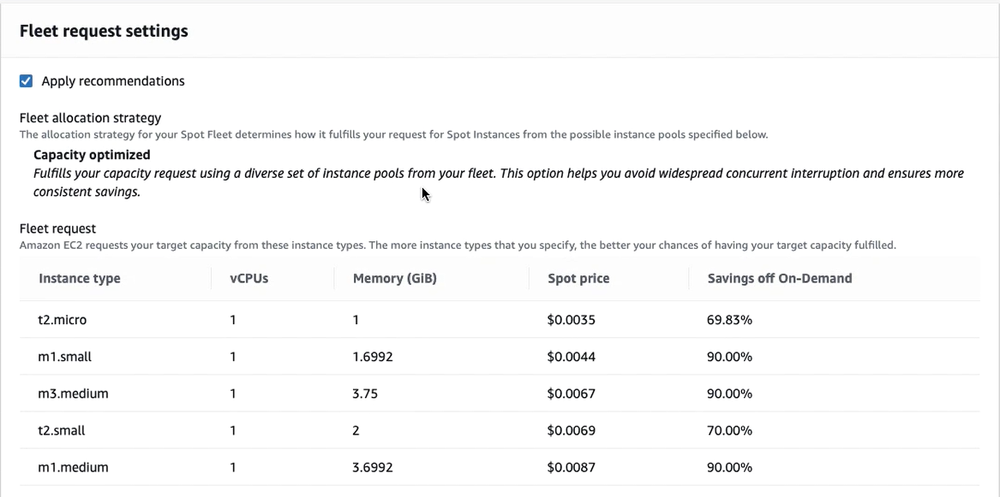 Fleet request settings
Apply recommendations
Fleet allocation strategy
The allocation strategy for your Spot Fleet determines how it fulfills your request for Spot Instances from the possible instance pools specified below.
Capacity optimized
Fulfills your capacity request using a diverse set of instance pools from your fleet. This option helps you avoid widespread concurrent interruption and ensures more
consistent savings.
Fleet request
Amazon EC2 requests your target capacity from these instance types. The more instance types that you specify, the better your chances of having your target capacity fulfilled.
Instance type vCPUs Memory (GiB) Spot price Savings off On-Demand
t2.micro 1 1 $0.0035 69.83%
m1.small 1 1.6992 $0.0044 90.00%
m3.medium 1 3.75 $0.0067 90.00%
t2.small 1 2 $0.0069 70.00%
m1.medium 1 3.6992 $0.0087 90.00%